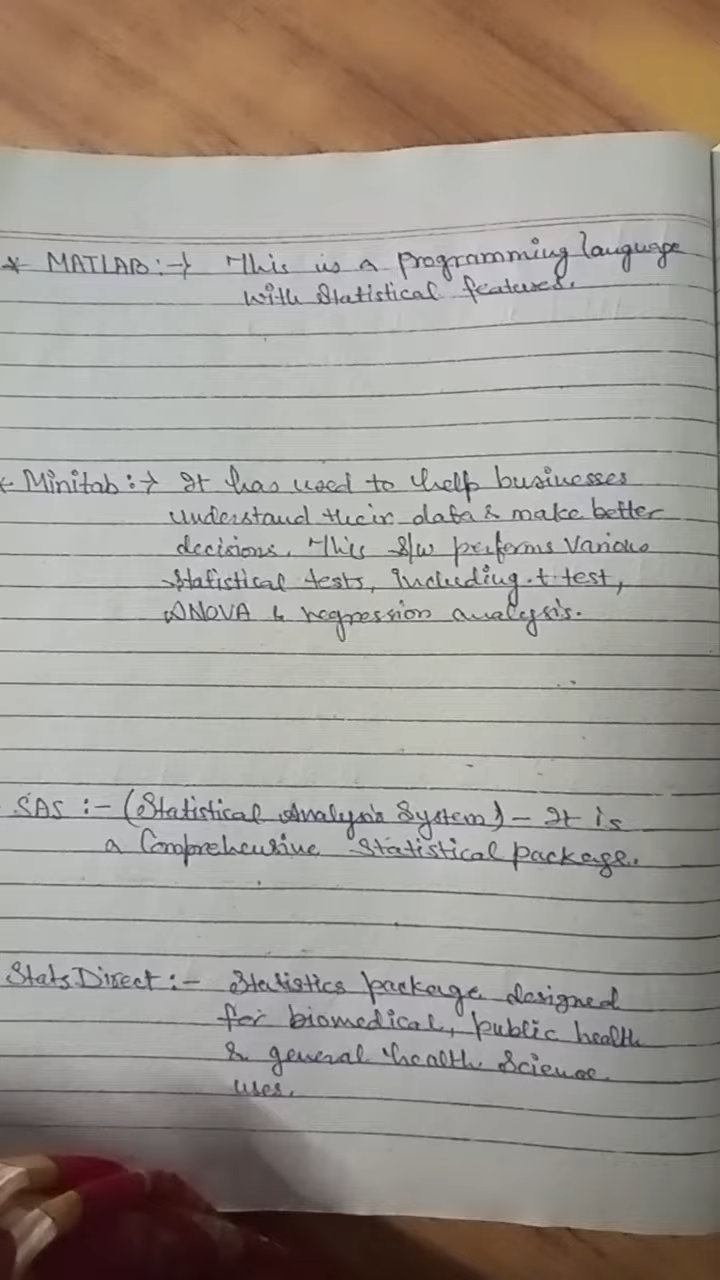 * MATLAB :→ This is a programming language
with Statistical features.
* Minitab :→ It has used to help businesses
understand their data & make better
decisions. This S/w performs various
Statistical tests, including t-test,
ANOVA & regression analysis.
SAS :- (Statistical Analysis System) - It is
a Comprehensive Statistical package.
StatsDirect :- Statistics package designed
for biomedical, public health
& general health Science
uses.